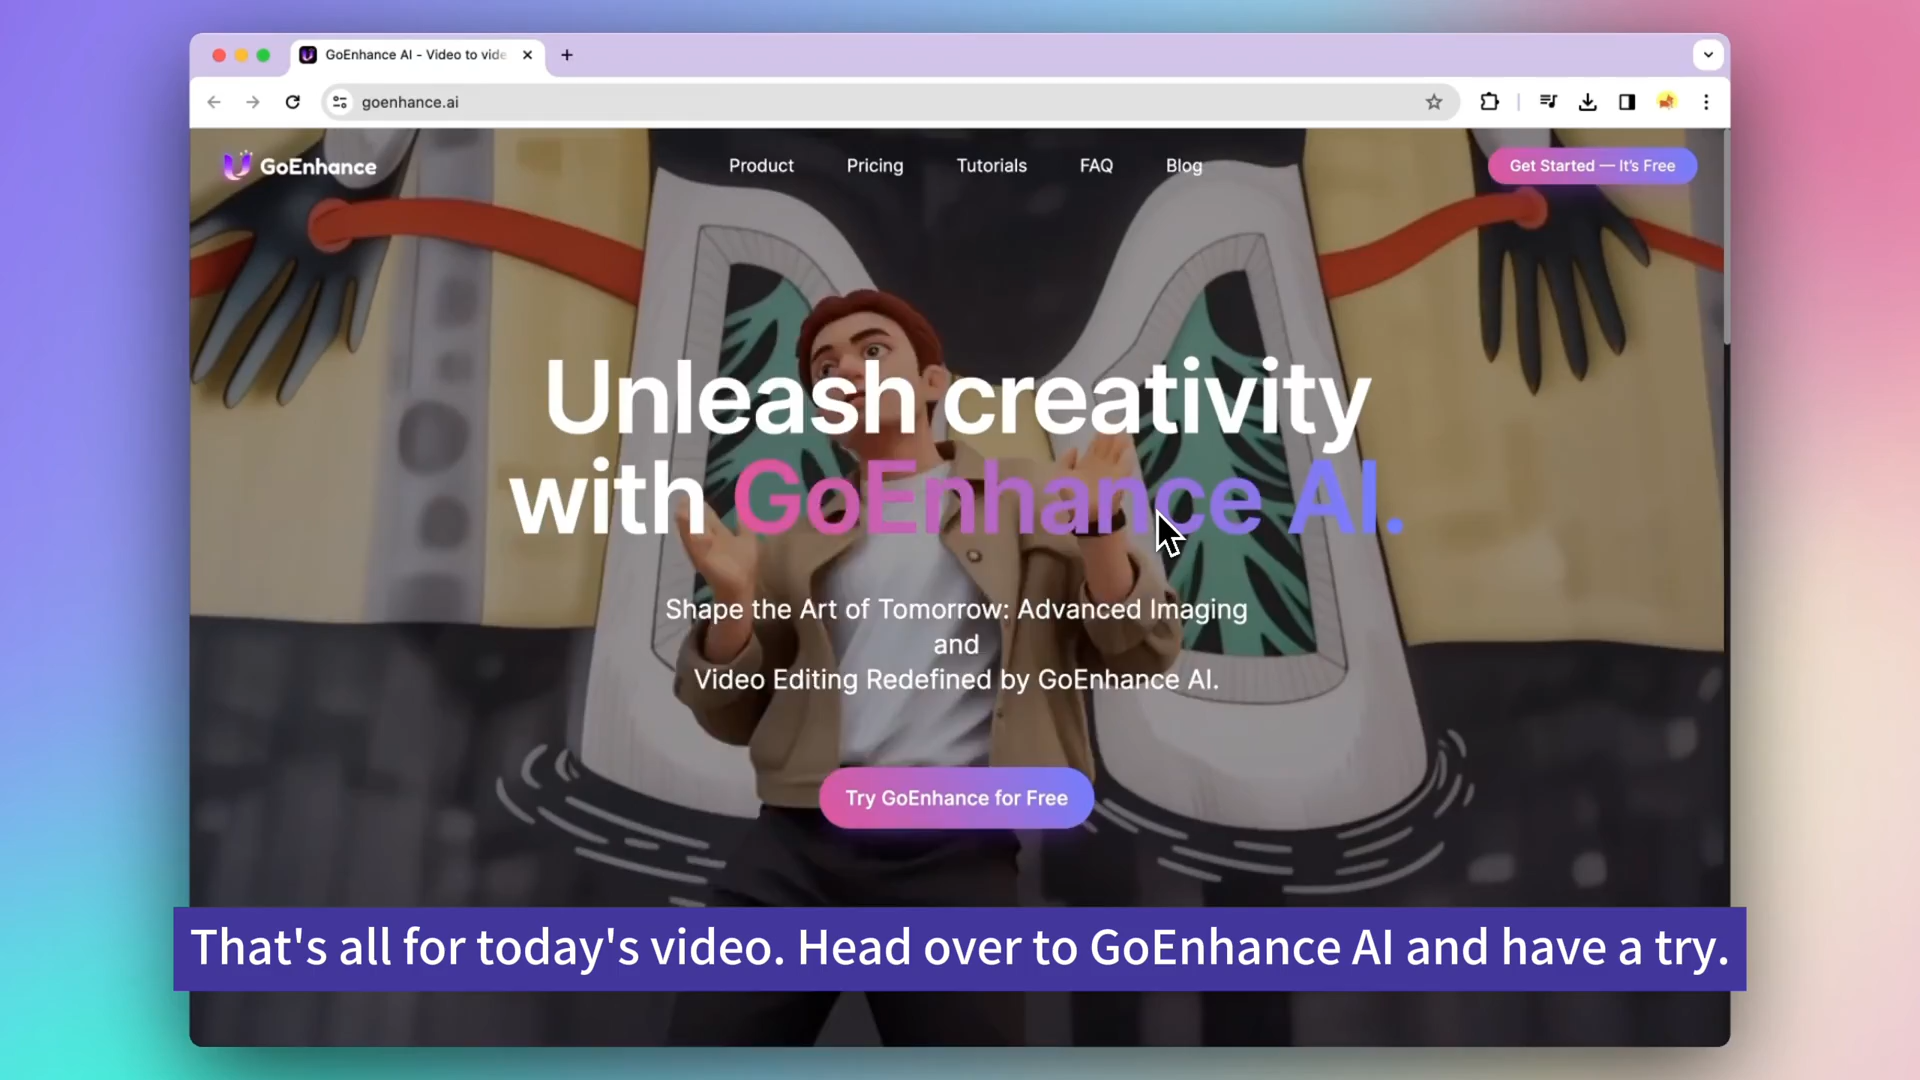 GoEnhance AI - Video to vide
goenhance.ai
GoEnhance
Product
Pricing
Tutorials
FAQ
Blog
Get Started — It's Free
Unleash creativity
with GoEnhance AI.
Shape the Art of Tomorrow: Advanced Imaging
and
Video Editing Redefined by GoEnhance AI.
Try GoEnhance for Free
That's all for today's video. Head over to GoEnhance AI and have a try.